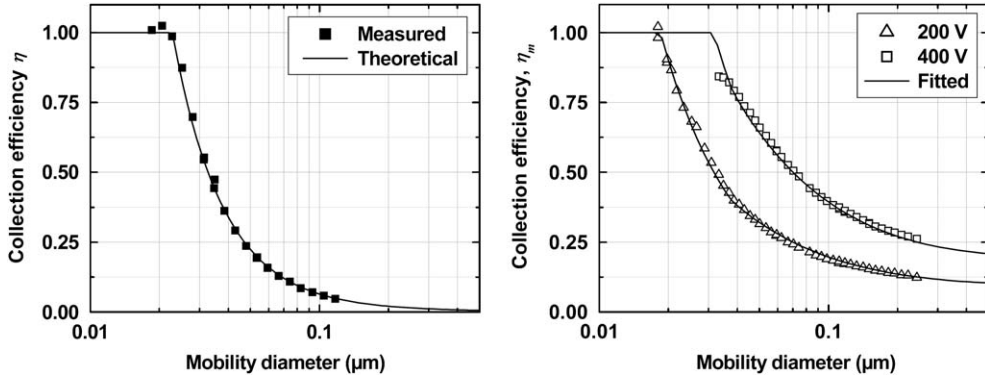 1.00
0.75
0.50
0.25
0.00
0.01
0.1
Collection efficiency η
Mobility diameter (µm)
Measured
Theoretical
1.00
0.75
0.50
0.25
0.00
0.01
0.1
Collection efficiency, ηm
Mobility diameter (µm)
200 V
400 V
Fitted